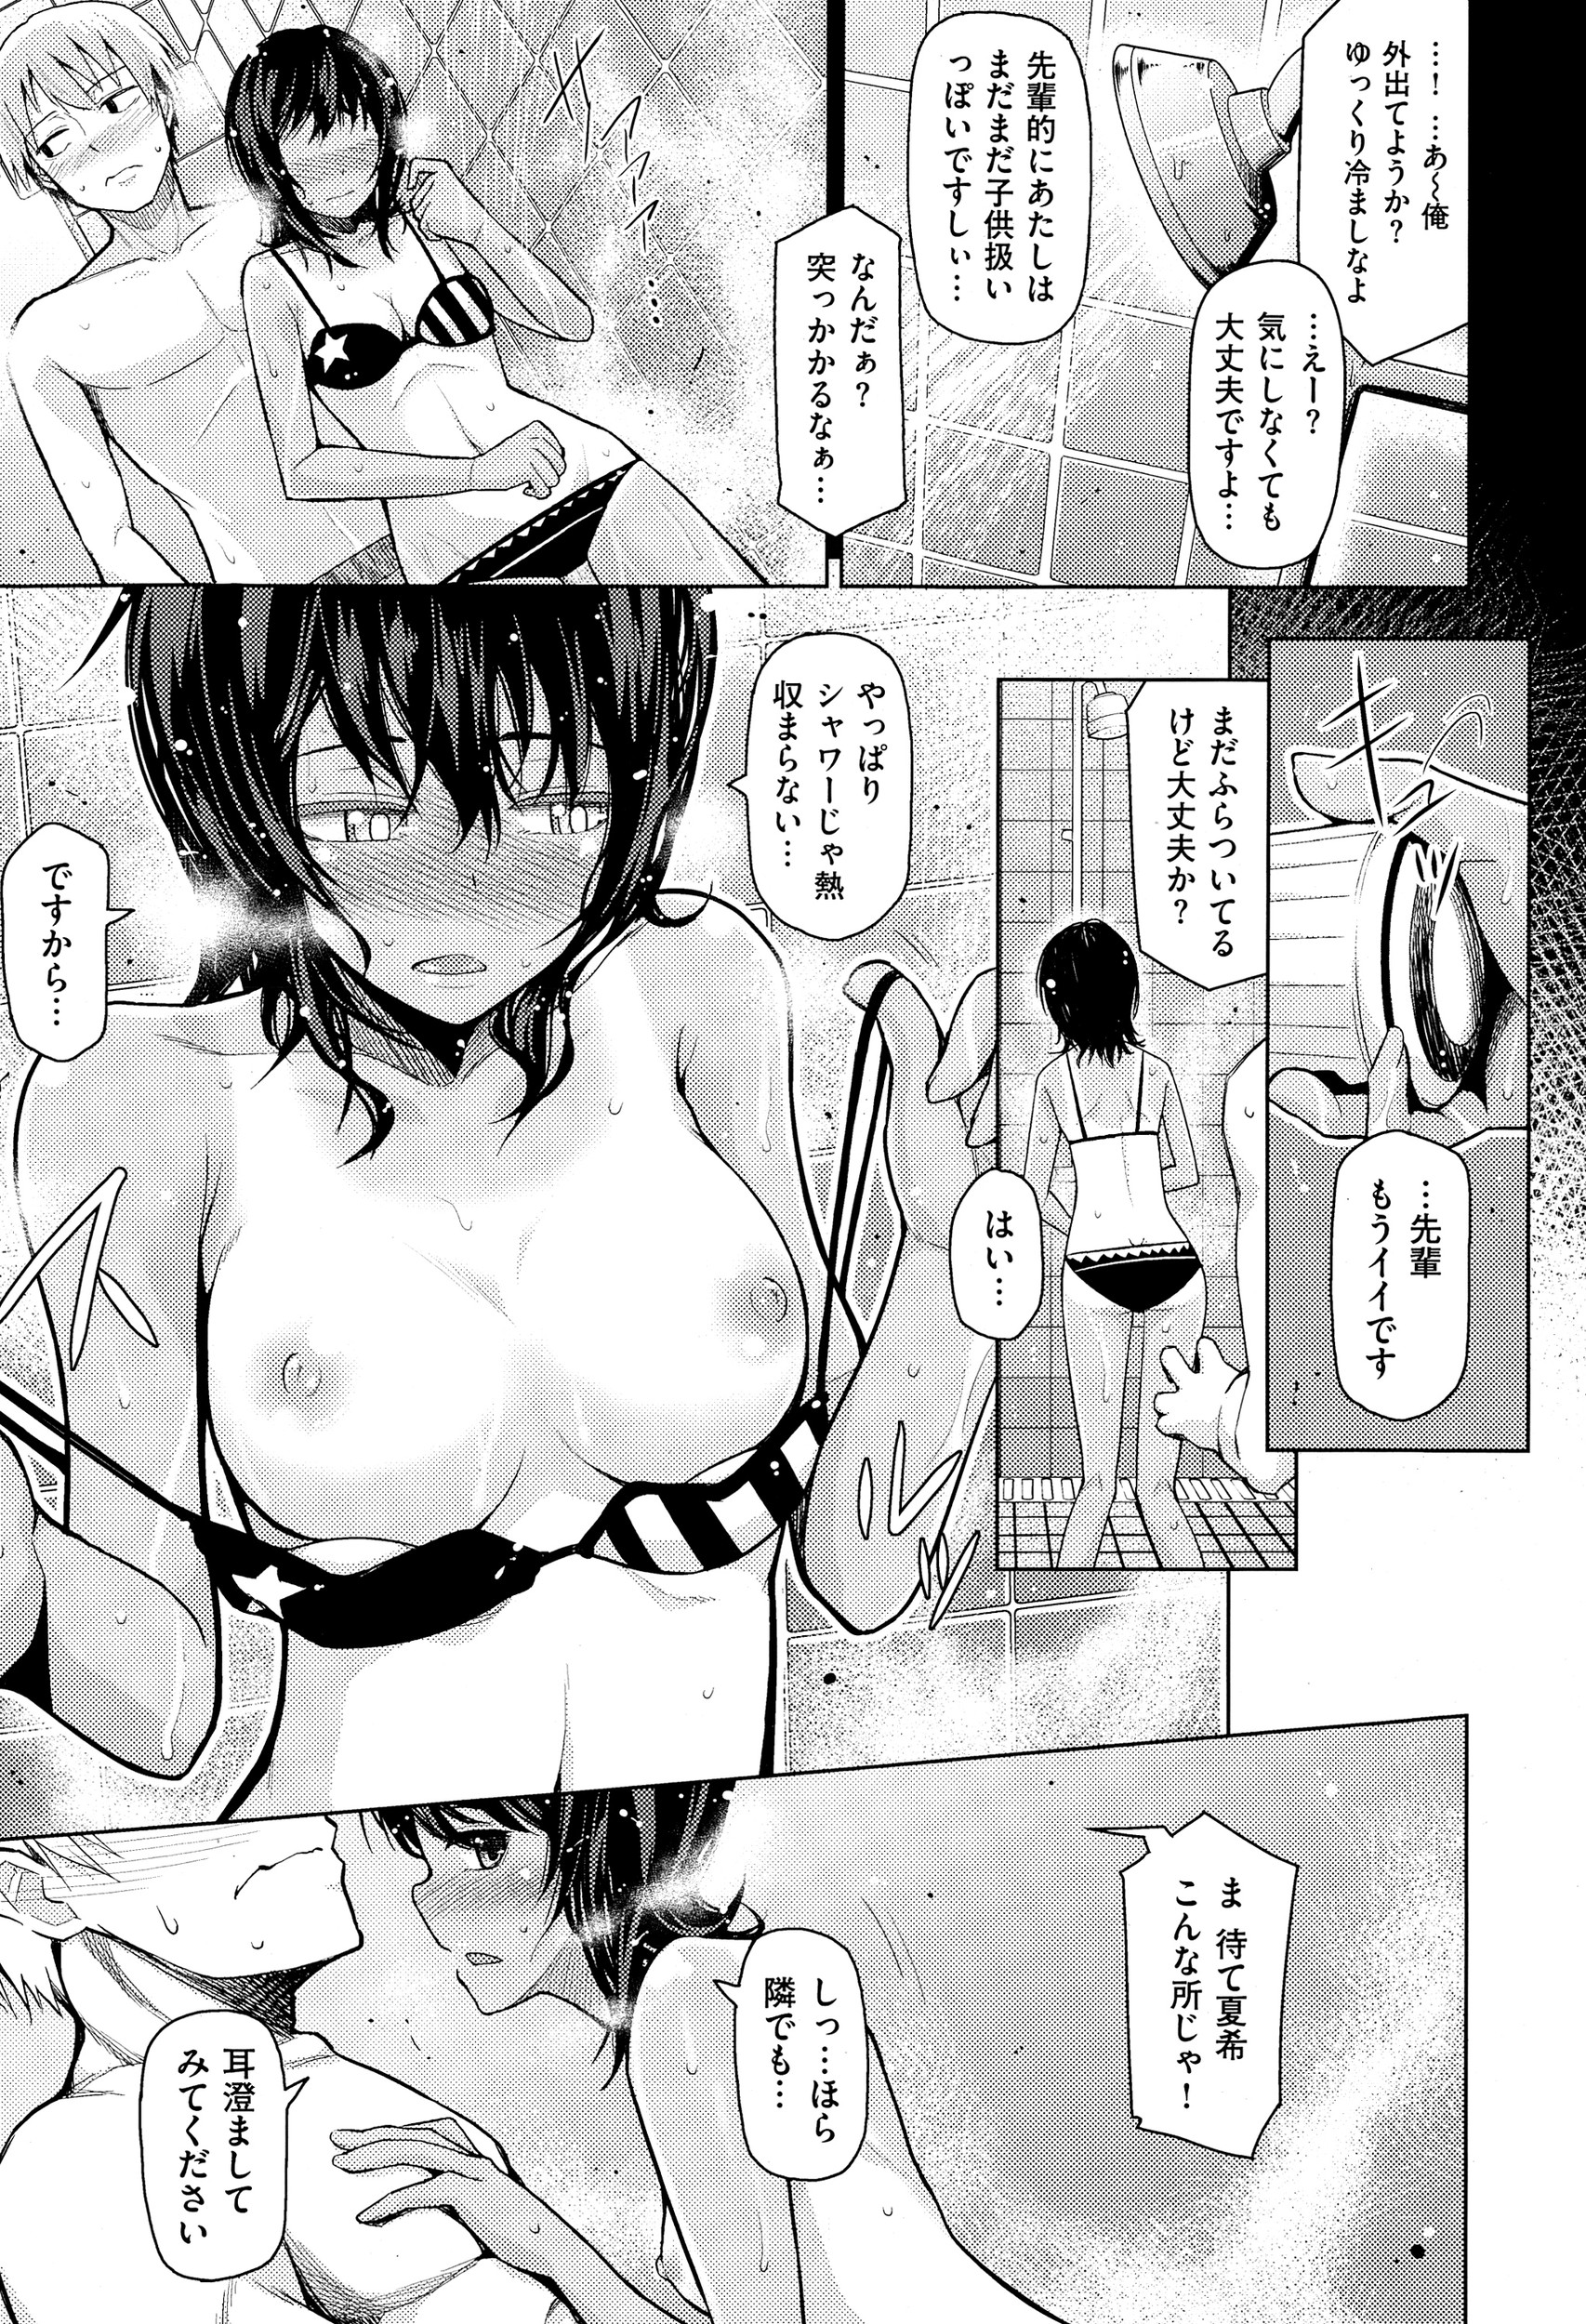 …！…あ〜俺
外出てようか？
ゆっくり冷ましなよ
…えー？
気にしなくても
大丈夫ですよ…
先輩的にあたしは
まだまだ子供扱い
っぽいですしぃ…
なんだぁ？
突っかかるなぁ…
キュッ
…先輩
もうイイです
まだふらついてる
けど大丈夫か？
はい…
やっぱり
シャワーじゃ熱
収まらない…
ですから…
ま 待て夏希
こんな所じゃ！
しっ…ほら
隣でも…
耳澄まして
みてください